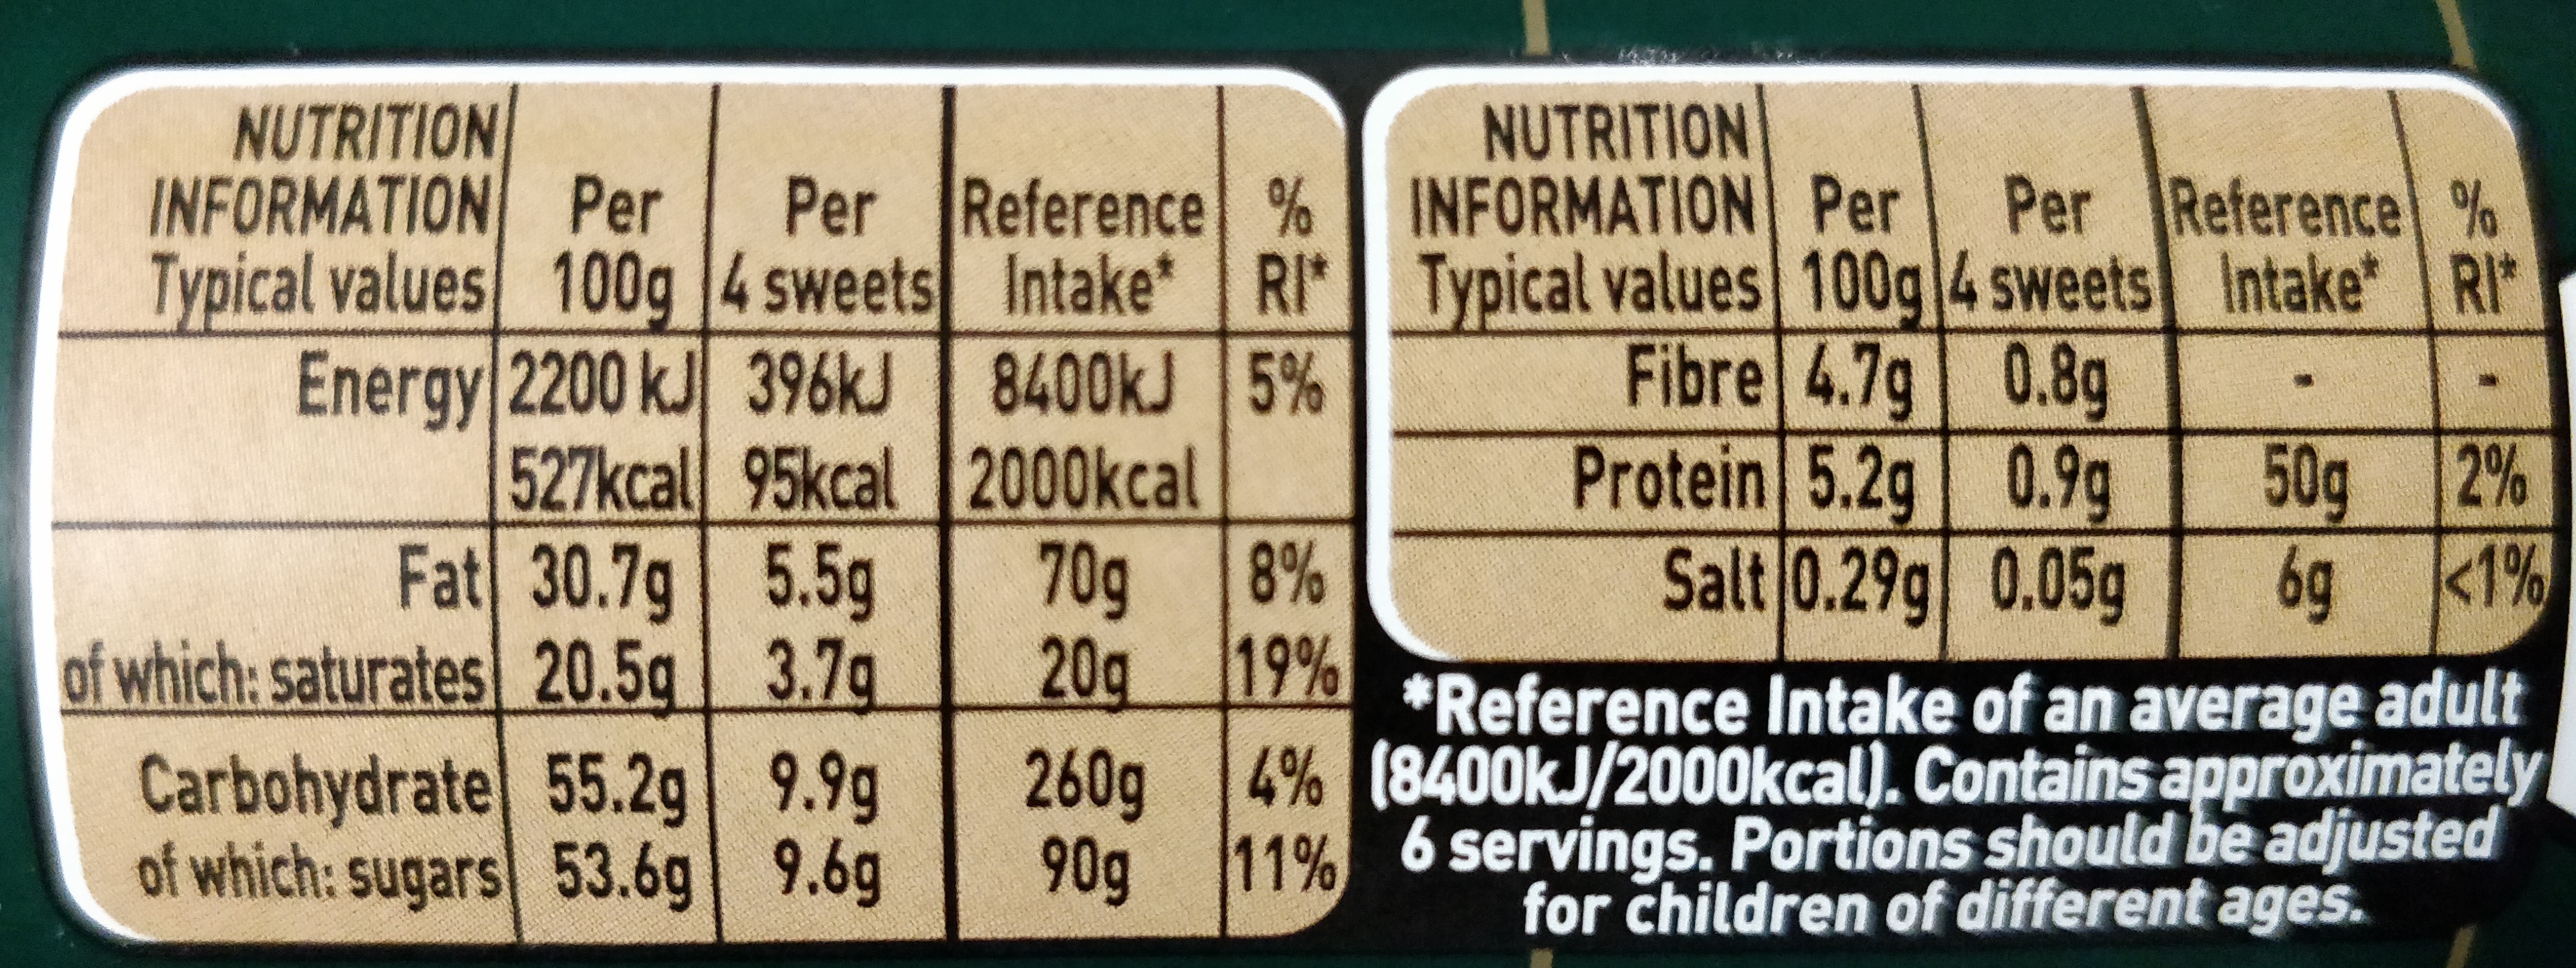 NUTRITION
INFORMATION Per Per Reference %
Typical values 100g 4 sweets Intake* RI*
Energy 2200 kJ 396kJ 8400kJ 5%
527kcal 95kcal 2000kcal
Fat 30.7g 5.5g 70g 8%
of which: saturates 20.5g 3.7g 20g 19%
Carbohydrate 55.2g 9.9g 260g 4%
of which: sugars 53.6g 9.6g 90g 11%
NUTRITION
INFORMATION Per Per Reference %
Typical values 100g 4 sweets Intake* RI*
Fibre 4.7g 0.8g - -
Protein 5.2g 0.9g 50g 2%
Salt 0.29g 0.05g 6g <1%
*Reference Intake of an average adult
(8400kJ/2000kcal). Contains approximately
6 servings. Portions should be adjusted
for children of different ages.